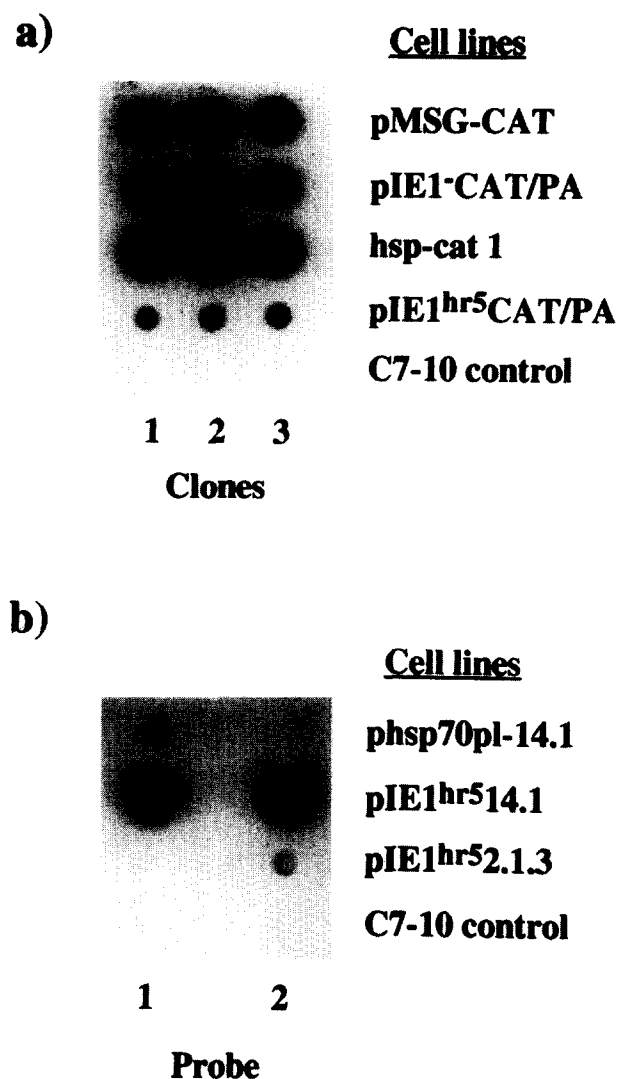 a)
Cell lines
pMSG-CAT
pIE1-CAT/PA
hsp-cat 1
pIE1hr5CAT/PA
C7-10 control
1 2 3
Clones
b)
Cell lines
phsp70pl-14.1
pIE1hr514.1
pIE1hr52.1.3
C7-10 control
1 2
Probe